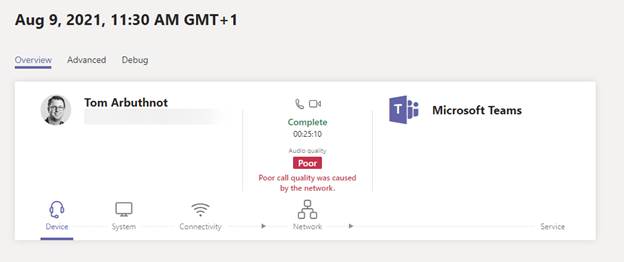 Aug 9, 2021, 11:30 AM GMT+1
Overview Advanced Debug
Tom Arbuthnot
Complete
00:25:10
Audio quality
Poor
Poor call quality was caused
by the network.
T
Microsoft Teams
Device System Connectivity Network Service